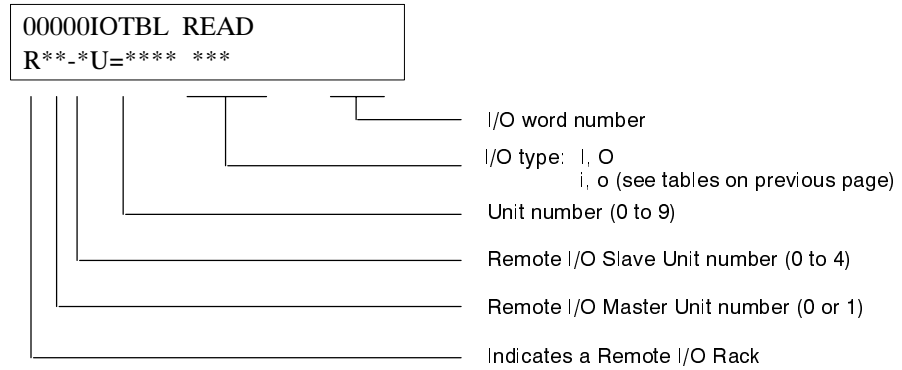 00000IOTBL READ
R**-*U=**** ***
I/O word number
I/O type: I, O
i, o (see tables on previous page)
Unit number (0 to 9)
Remote I/O Slave Unit number (0 to 4)
Remote I/O Master Unit number (0 or 1)
Indicates a Remote I/O Rack